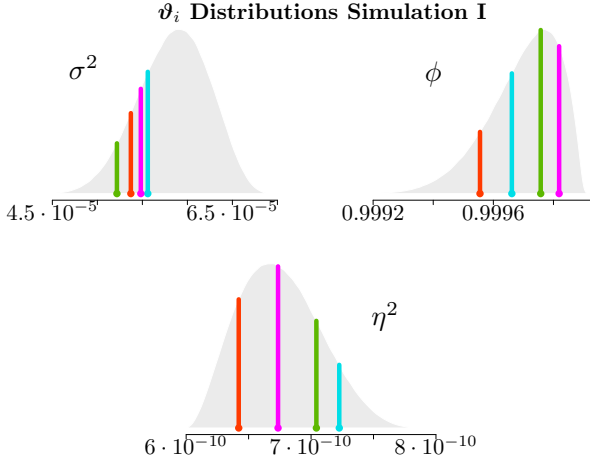 ϑᵢ Distributions Simulation I
σ²
ϕ
4.5 · 10⁻⁵ 6.5 · 10⁻⁵
0.9992 0.9996
η²
6 · 10⁻¹⁰ 7 · 10⁻¹⁰ 8 · 10⁻¹⁰